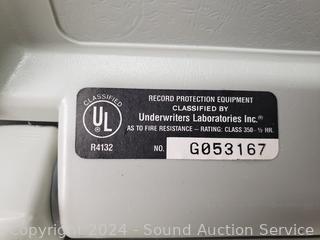 RECORD PROTECTION EQUIPMENT
CLASSIFIED BY
Underwriters Laboratories Inc.®
AS TO FIRE RESISTANCE – RATING: CLASS 350- ½ HR.
CLASSIFIED
UL
®
R4132
NO. G053167
Copyright 2024 - Sound Auction Service